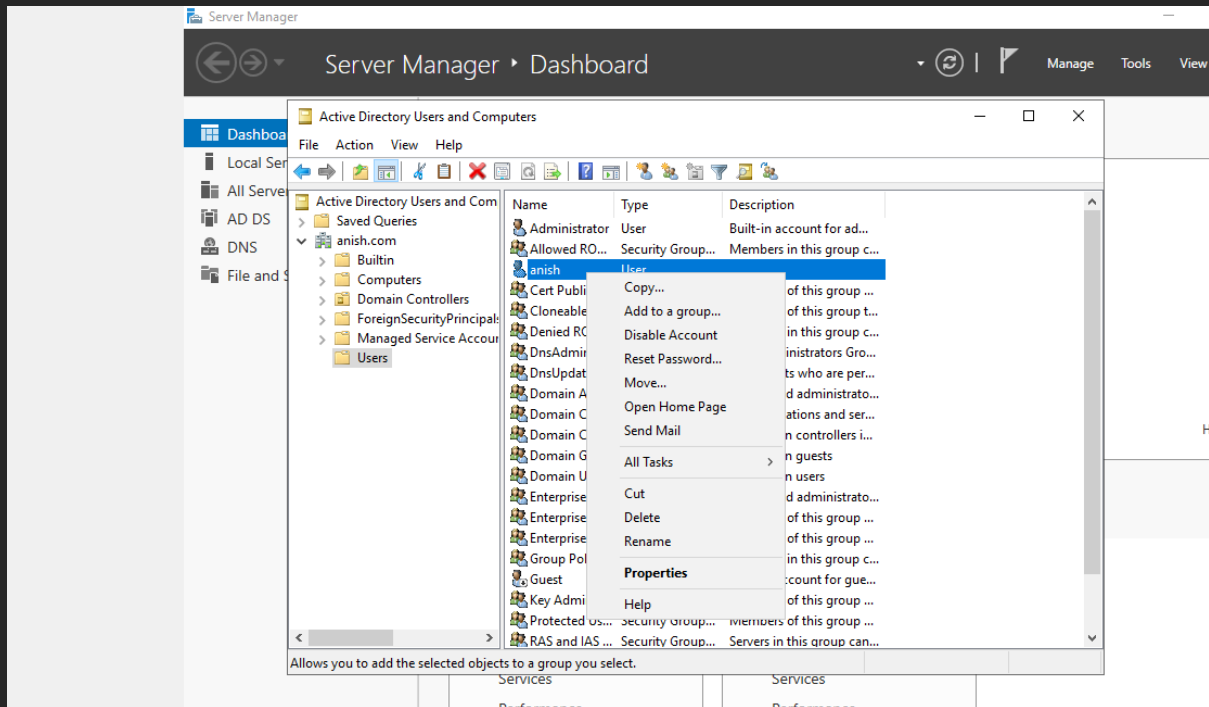 Server Manager
Server Manager ‣ Dashboard
Manage Tools View
Dashboa
Local Ser
All Server
AD DS
DNS
File and S
Active Directory Users and Computers
File Action View Help
Active Directory Users and Com
Saved Queries
anish.com
Builtin
Computers
Domain Controllers
ForeignSecurityPrincipals
Managed Service Accour
Users
Name Type Description
Administrator User Built-in account for ad...
Allowed RO... Security Group... Members in this group c...
anish User
Cert Publi of this group ...
Cloneable of this group t...
Denied RO in this group c...
DnsAdmin inistrators Gro...
DnsUpdat ts who are per...
Domain A d administrato...
Domain C ations and ser...
Domain C n controllers i...
Domain G n guests
Domain U n users
Enterprise d administrato...
Enterprise of this group ...
Enterprise of this group ...
Group Pol in this group c...
Guest ccount for gue...
Key Admi of this group ...
Protected Us... Security Group... Members of this group ...
RAS and IAS ... Security Group... Servers in this group can...
Copy...
Add to a group...
Disable Account
Reset Password...
Move...
Open Home Page
Send Mail
All Tasks
Cut
Delete
Rename
Properties
Help
Allows you to add the selected objects to a group you select.
Services Services
Performance Performance
H